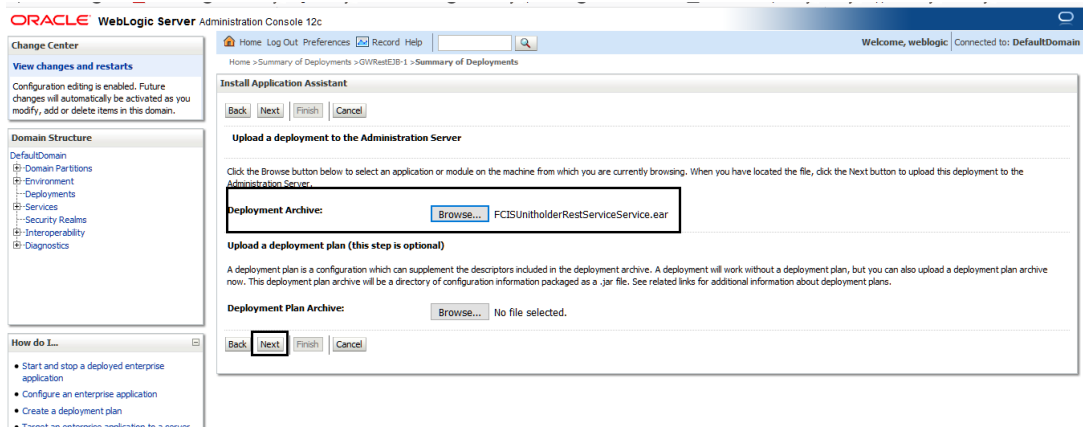 ORACLE WebLogic Server Administration Console 12c
Change Center
View changes and restarts
Configuration editing is enabled. Future
changes will automatically be activated as you
modify, add or delete items in this domain.
Domain Structure
DefaultDomain
Domain Partitions
Environment
Deployments
Services
Security Realms
Interoperability
Diagnostics
How do I...
Start and stop a deployed enterprise
application
Configure an enterprise application
Create a deployment plan
Target an enterprise application to a server
Home Log Out Preferences Record Help
Welcome, weblogic Connected to: DefaultDomain
Home >Summary of Deployments >GWRestEJB-1 >Summary of Deployments
Install Application Assistant
Back Next Finish Cancel
Upload a deployment to the Administration Server
Click the Browse button below to select an application or module on the machine from which you are currently browsing. When you have located the file, click the Next button to upload this deployment to the
Administration Server.
Deployment Archive: Browse... FCISUnitholderRestServiceService.ear
Upload a deployment plan (this step is optional)
A deployment plan is a configuration which can supplement the descriptors included in the deployment archive. A deployment will work without a deployment plan, but you can also upload a deployment plan archive
now. This deployment plan archive will be a directory of configuration information packaged as a .jar file. See related links for additional information about deployment plans.
Deployment Plan Archive: Browse... No file selected.
Back Next Finish Cancel